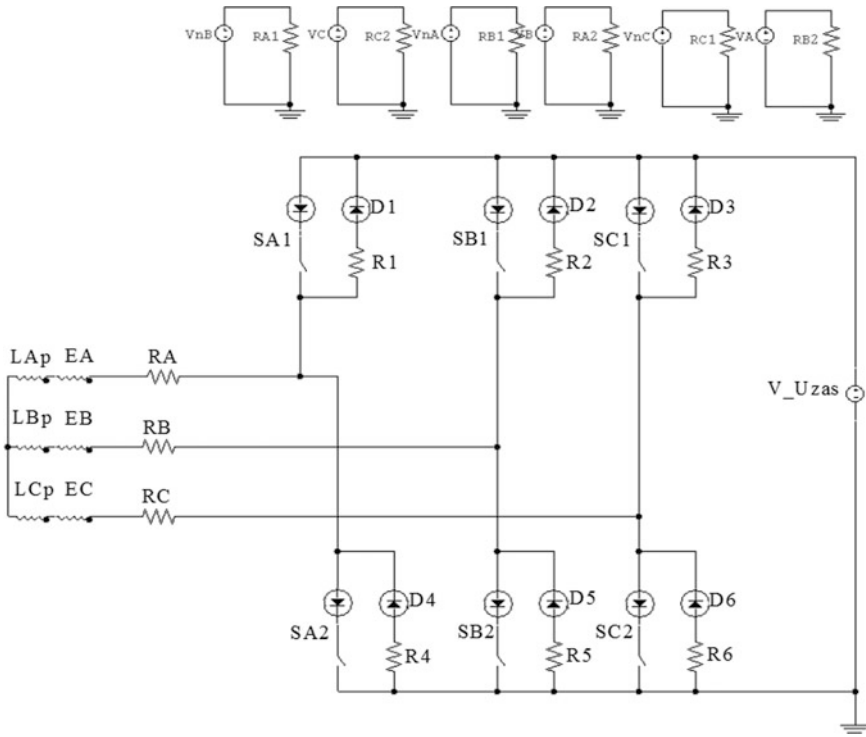 VnB RA1 VC RC2 VnA RB1 VB RA2 VnC RC1 VA RB2
D1 D2 D3
SA1 SB1 SC1
R1 R2 R3
LAp EA RA
V_Uzas
LBp EB RB
LCp EC RC
D4 D5 D6
SA2 SB2 SC2
R4 R5 R6